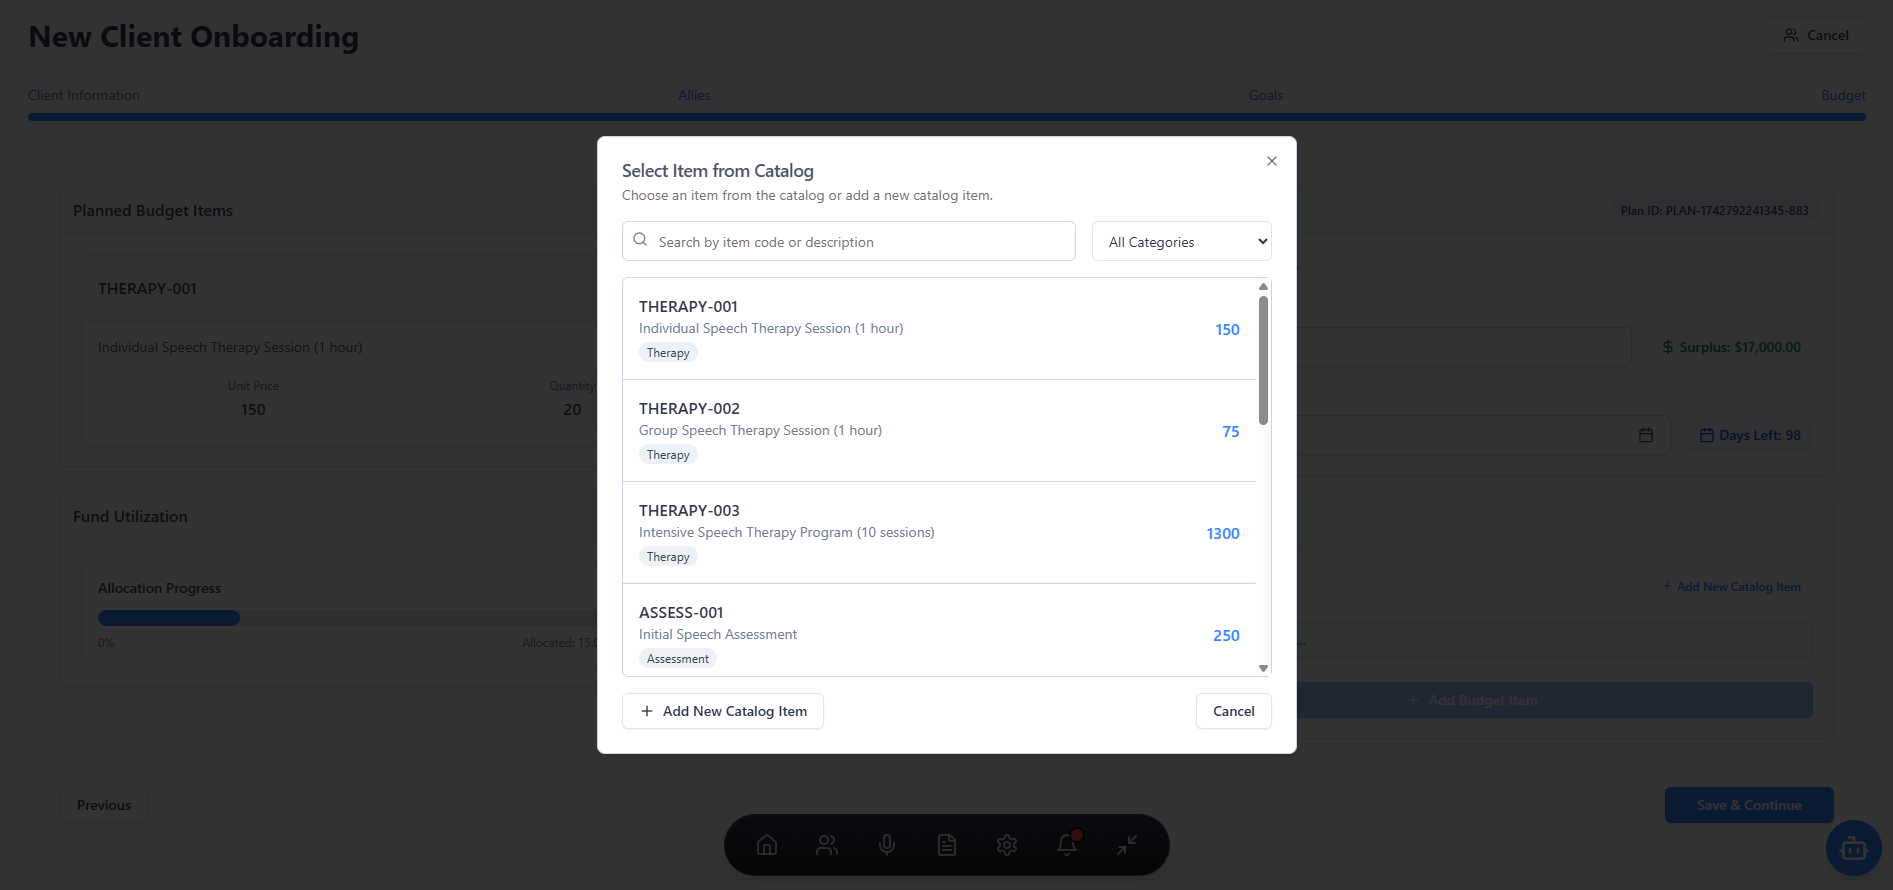 New Client Onboarding
Cancel
Client Information
Allies
Goals
Budget
Planned Budget Items
Plan ID: PLAN-1742792241345-883
THERAPY-001
Individual Speech Therapy Session (1 hour)
Unit Price
Quantity
150
20
Surplus: $17,000.00
Days Left: 98
Fund Utilization
Allocation Progress
0%
Allocated: 15.0
+ Add New Catalog Item
...
+ Add Budget Item
Previous
Save & Continue
Select Item from Catalog
Choose an item from the catalog or add a new catalog item.
Search by item code or description
All Categories
THERAPY-001
Individual Speech Therapy Session (1 hour)
Therapy
150
THERAPY-002
Group Speech Therapy Session (1 hour)
Therapy
75
THERAPY-003
Intensive Speech Therapy Program (10 sessions)
Therapy
1300
ASSESS-001
Initial Speech Assessment
Assessment
250
+ Add New Catalog Item
Cancel